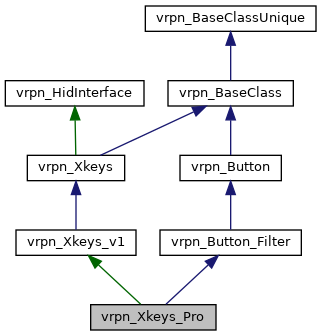 vrpn_BaseClassUnique
vrpn_HidInterface
vrpn_BaseClass
vrpn_Xkeys
vrpn_Button
vrpn_Xkeys_v1
vrpn_Button_Filter
vrpn_Xkeys_Pro